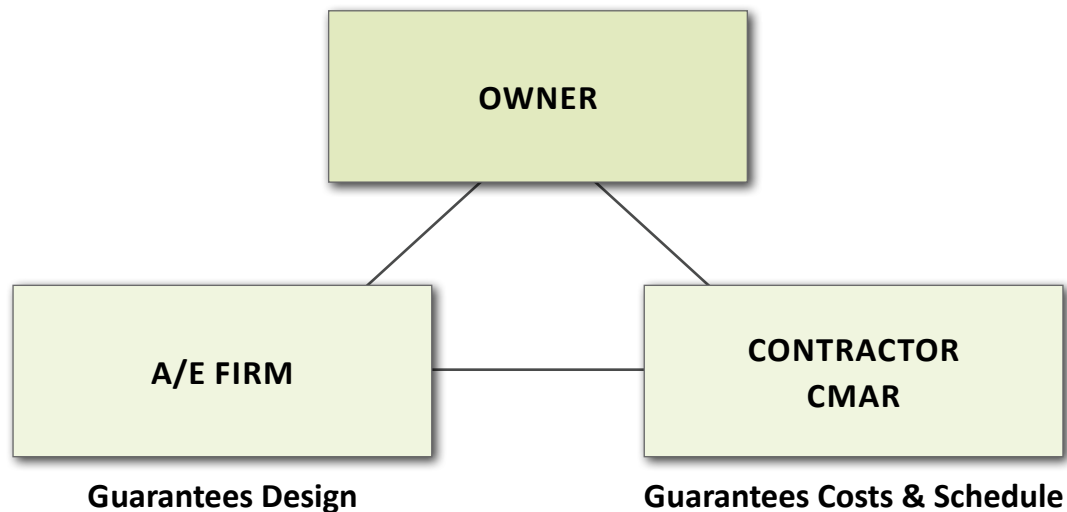 OWNER
A/E FIRM
CONTRACTOR
CMAR
Guarantees Design
Guarantees Costs & Schedule